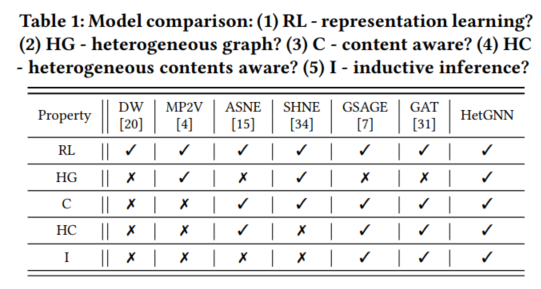 Table 1: Model comparison: (1) RL - representation learning?
(2) HG - heterogeneous graph? (3) C - content aware? (4) HC
- heterogeneous contents aware? (5) I - inductive inference?
Property DW [20] MP2V [4] ASNE [15] SHNE [34] GSAGE [7] GAT [31] HetGNN
RL ✓ ✓ ✓ ✓ ✓ ✓ ✓
HG ✗ ✓ ✗ ✓ ✗ ✗ ✓
C ✗ ✗ ✓ ✓ ✓ ✓ ✓
HC ✗ ✗ ✓ ✗ ✓ ✓ ✓
I ✗ ✗ ✗ ✗ ✓ ✓ ✓